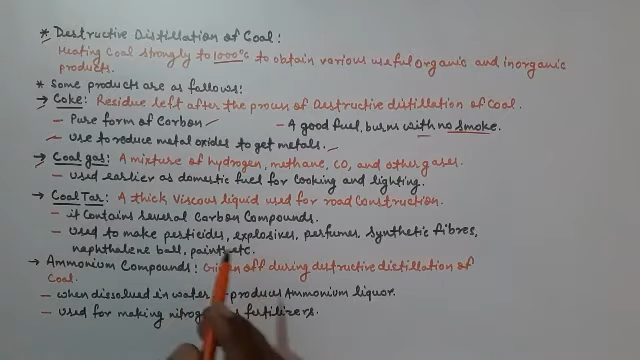 * Destructive Distillation of Coal:
Heating Coal strongly to 1000°C to obtain various useful organic and inorganic
products.
* Some products are as follows:
→ Coke: Residue left after the process of Destructive distillation of Coal.
– Pure form of Carbon – A good fuel, burns with no smoke.
– use to reduce metal oxides to get metals.
→ Coal gas: A mixture of hydrogen, methane, CO, and other gases.
– used earlier as domestic fuel for cooking and lighting.
→ Coal Tar: A thick viscous liquid used for road Construction.
– it contains several Carbon Compounds.
– used to make pesticides, explosives, perfumes, synthetic fibres,
naphthalene ball, paints etc.
→ Ammonium Compounds: Given off during destructive distillation of
Coal.
– when dissolved in water produces Ammonium liquor.
– used for making fertilizers.